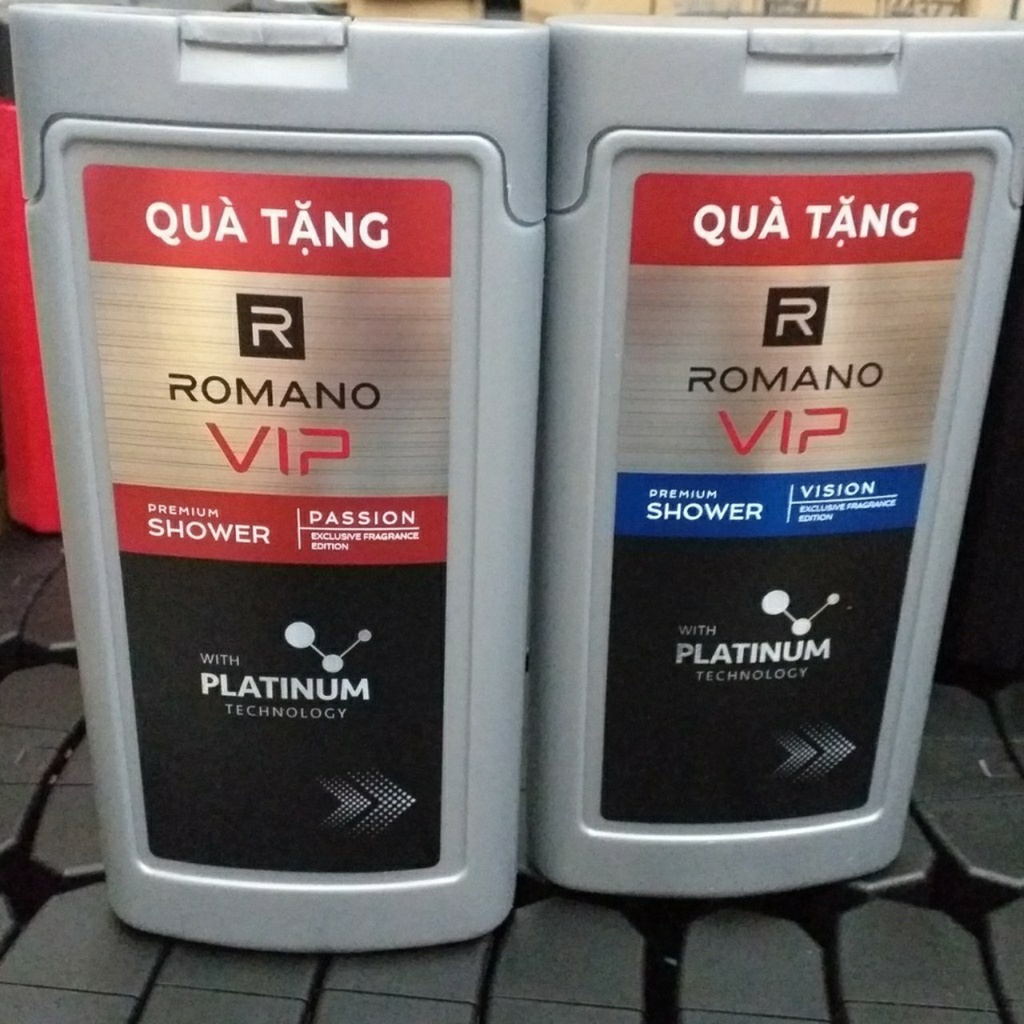 QUÀ TẶNG
R
ROMANO
VIP
PREMIUM
SHOWER
PASSION
EXCLUSIVE FRAGRANCE
EDITION
WITH
PLATINUM
TECHNOLOGY
QUÀ TẶNG
R
ROMANO
VIP
PREMIUM
SHOWER
VISION
EXCLUSIVE FRAGRANCE
EDITION
WITH
PLATINUM
TECHNOLOGY